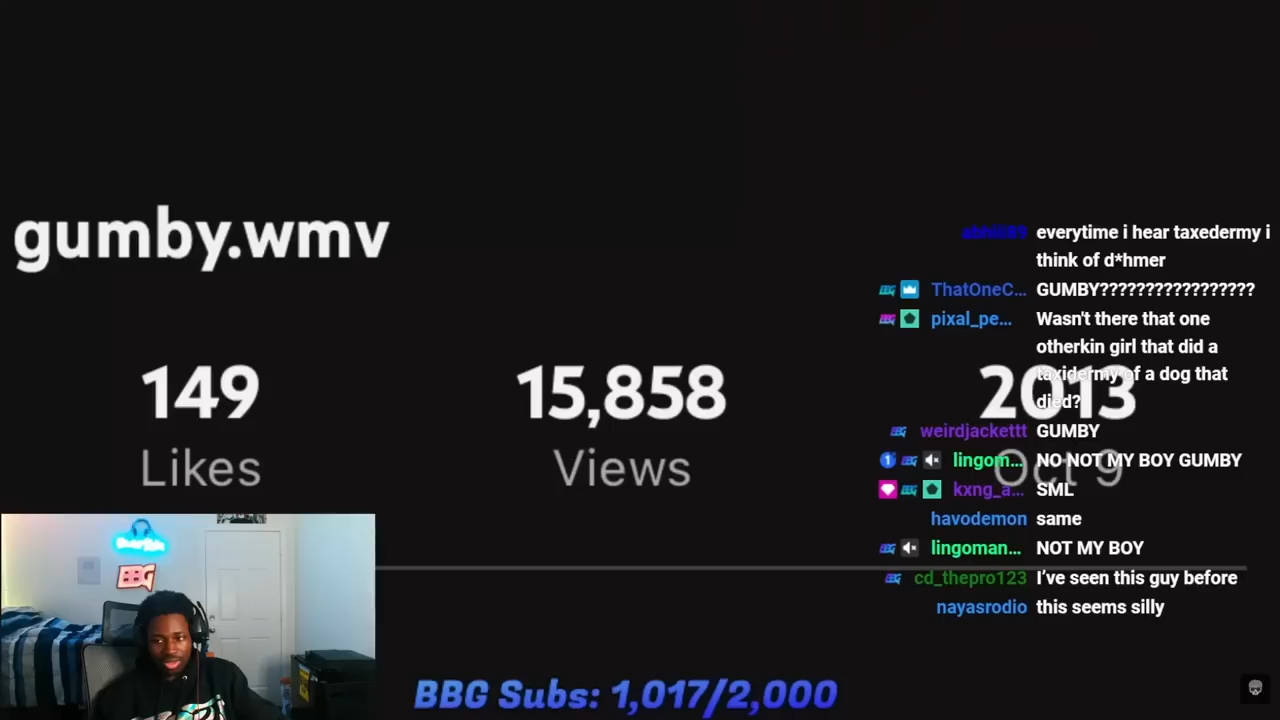 gumby.wmv
149
Likes
15,858
Views
2013
Oct 9
abhiii89 everytime i hear taxedermy i
think of d*hmer
ThatOneC... GUMBY?????????????????
pixal_pe... Wasn't there that one
otherkin girl that did a
taxidermy of a dog that
died?
BBG weirdjackettt GUMBY
1 lingom... NO NOT MY BOY GUMBY
kxng_a... SML
havodemon same
lingoman... NOT MY BOY
cd_thepro123 I've seen this guy before
nayasrodio this seems silly
BBG Subs: 1,017/2,000